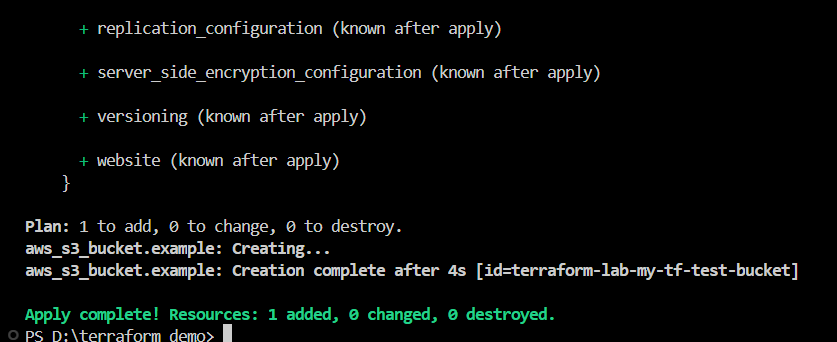 + replication_configuration (known after apply)
+ server_side_encryption_configuration (known after apply)
+ versioning (known after apply)
+ website (known after apply)
}
Plan: 1 to add, 0 to change, 0 to destroy.
aws_s3_bucket.example: Creating...
aws_s3_bucket.example: Creation complete after 4s [id=terraform-lab-my-tf-test-bucket]
Apply complete! Resources: 1 added, 0 changed, 0 destroyed.
PS D:\terraform demo>